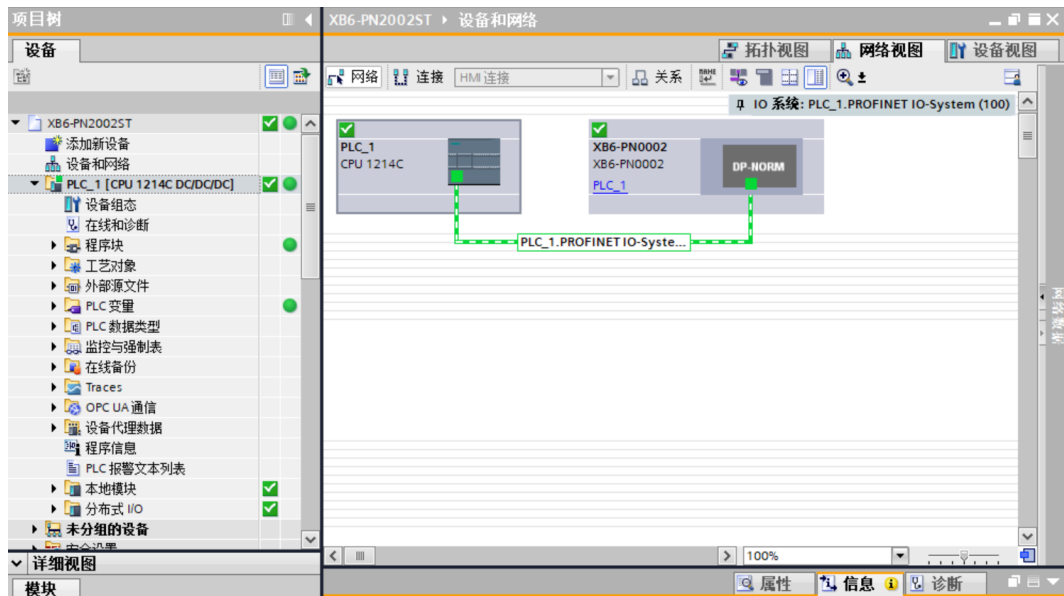 项目树
XB6-PN2002ST ▸ 设备和网络
设备
拓扑视图
网络视图
设备视图
网络
连接
HMI 连接
关系
IO 系统: PLC_1.PROFINET IO-System (100)
XB6-PN2002ST
添加新设备
设备和网络
PLC_1 [CPU 1214C DC/DC/DC]
设备组态
在线和诊断
程序块
工艺对象
外部源文件
PLC 变量
PLC 数据类型
监控与强制表
在线备份
Traces
OPC UA 通信
设备代理数据
程序信息
PLC 报警文本列表
本地模块
分布式 I/O
未分组的设备
安全设置
详细视图
模块
PLC_1
CPU 1214C
XB6-PN0002
XB6-PN0002
PLC_1
DP-NORM
PLC_1.PROFINET IO-Syste...
网络数据
100%
属性
信息
诊断